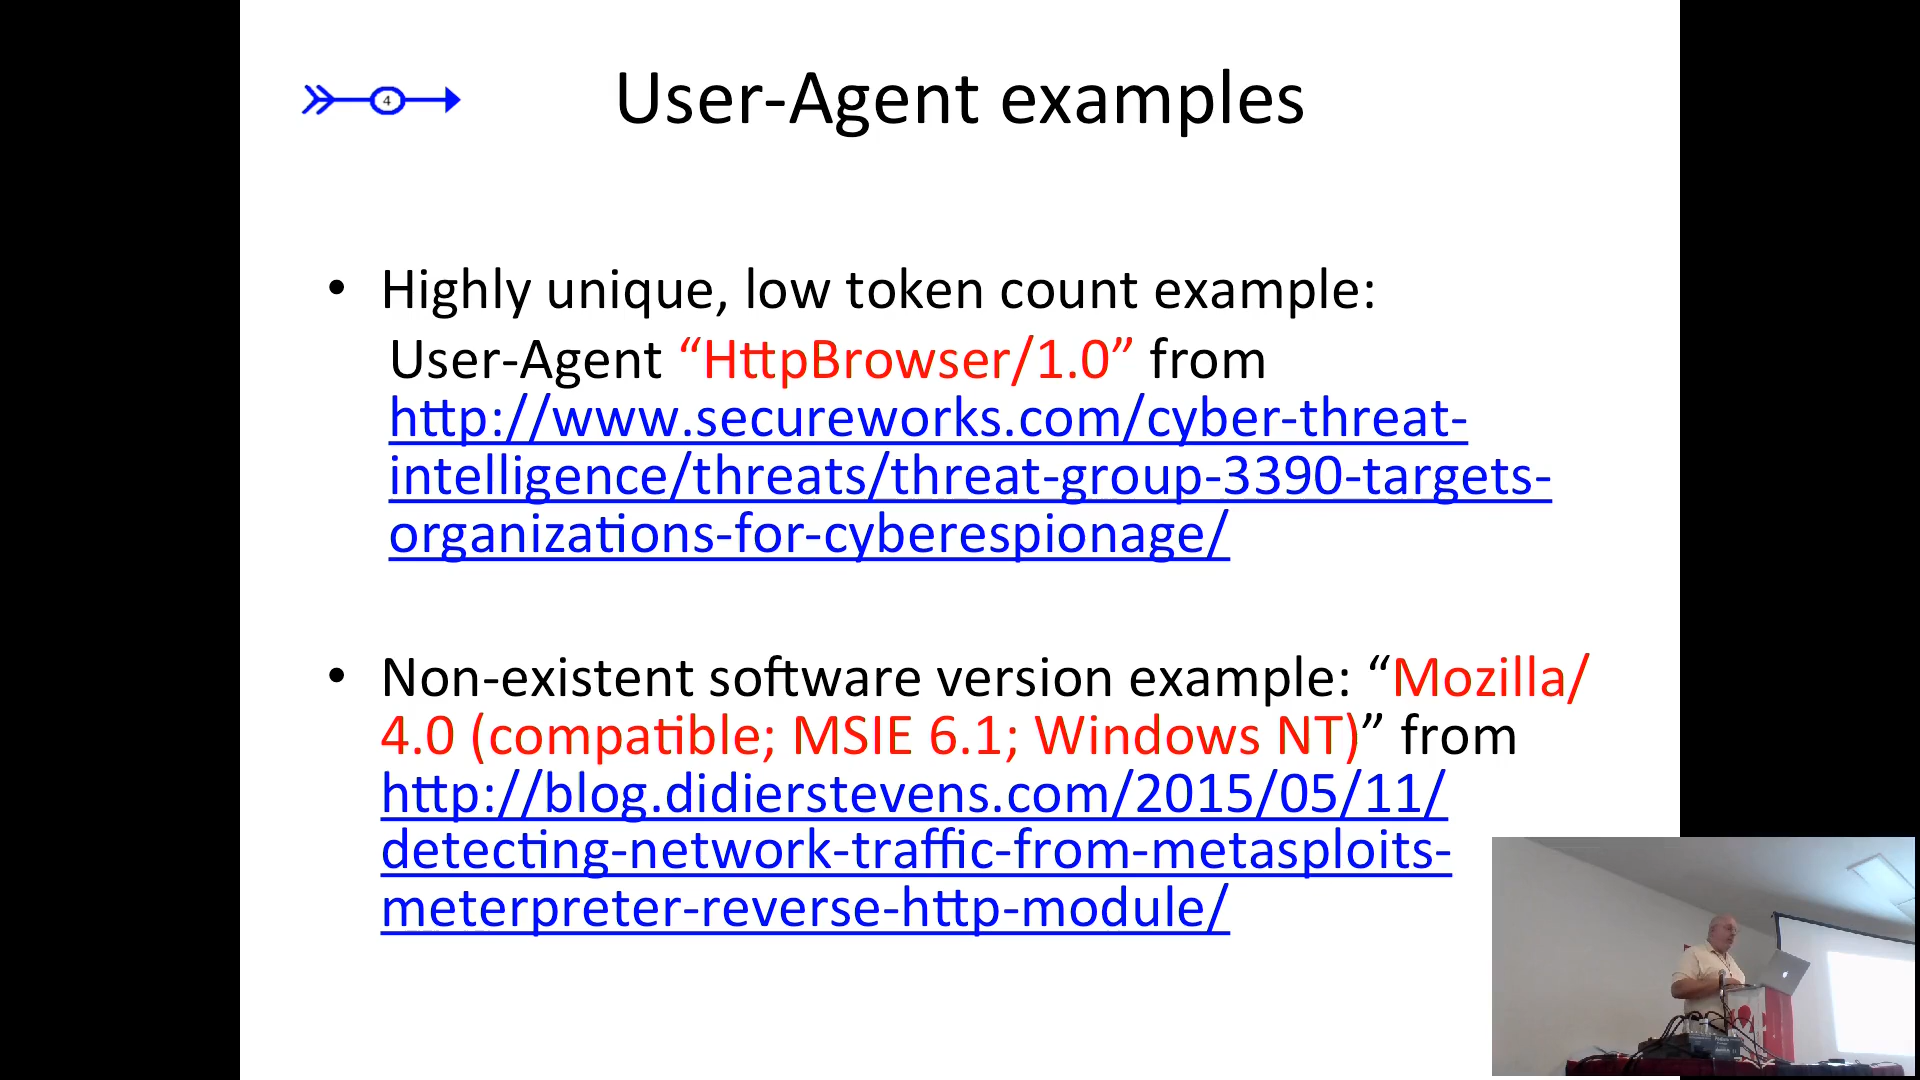 4
User-Agent examples
• Highly unique, low token count example:
User-Agent “HttpBrowser/1.0” from
http://www.secureworks.com/cyber-threat-
intelligence/threats/threat-group-3390-targets-
organizations-for-cyberespionage/
• Non-existent software version example: “Mozilla/
4.0 (compatible; MSIE 6.1; Windows NT)” from
http://blog.didierstevens.com/2015/05/11/
detecting-network-traffic-from-metasploits-
meterpreter-reverse-http-module/